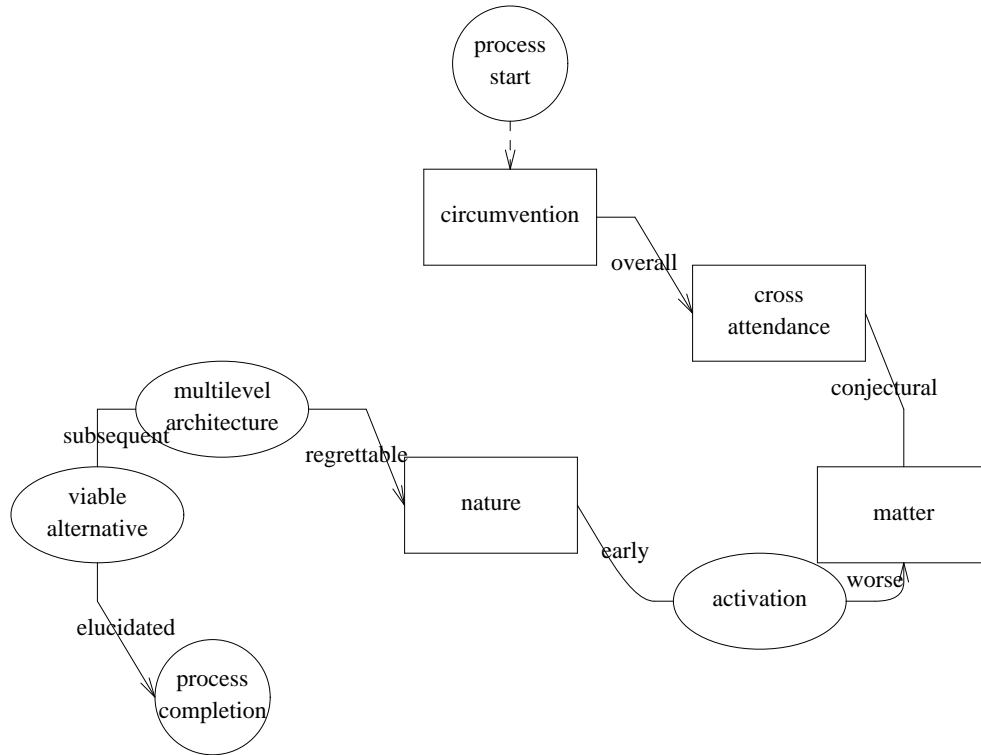 process
start
circumvention
overall
cross
attendance
conjectural
multilevel
architecture
subsequent
regrettable
viable
alternative
nature
matter
early
worse
activation
elucidated
process
completion